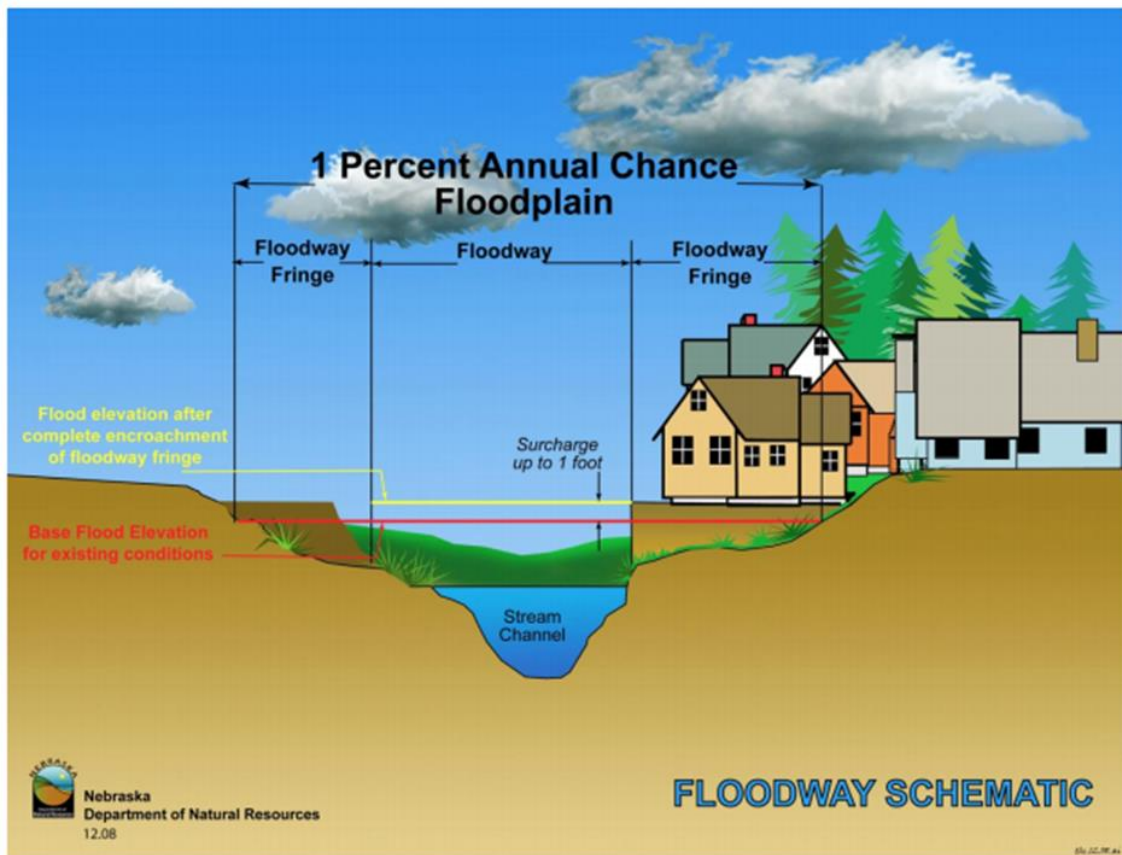 1 Percent Annual Chance
Floodplain
Floodway
Fringe
Floodway
Floodway
Fringe
Flood elevation after
complete encroachment
of floodway fringe
Surcharge
up to 1 foot
Base Flood Elevation
for existing conditions
Stream
Channel
NEBRASKA
Nebraska
Department of Natural Resources
12.08
FLOODWAY SCHEMATIC